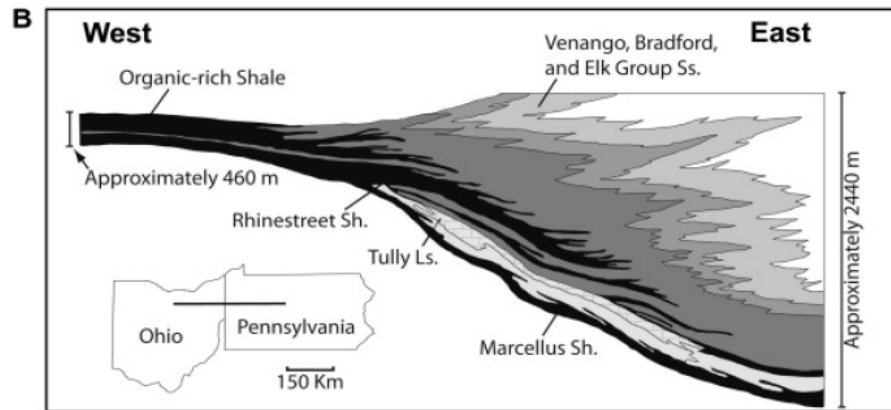 B
West
East
Organic-rich Shale
Venango, Bradford,
and Elk Group Ss.
Approximately 460 m
Rhinestreet Sh.
Tully Ls.
Marcellus Sh.
Approximately 2440 m
Ohio
Pennsylvania
150 Km